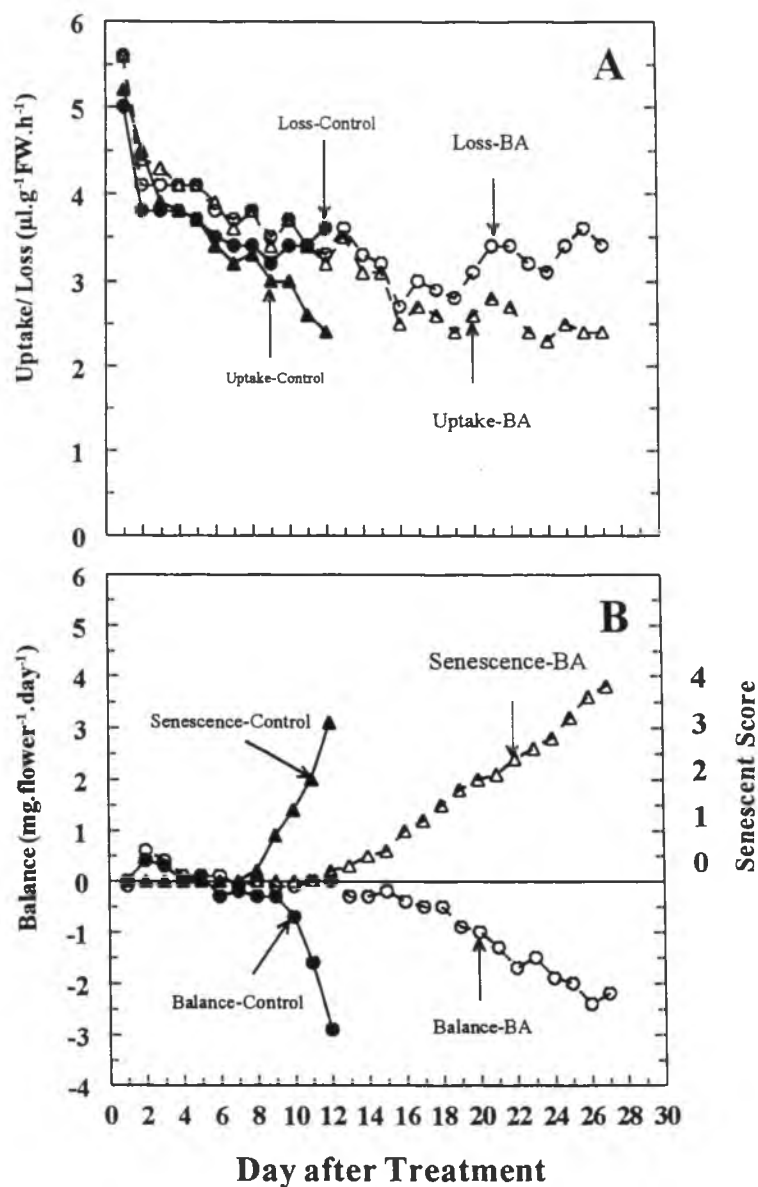 A
Uptake/ Loss (μl.g⁻¹FW.h⁻¹)
6
5
4
3
2
1
0
Loss-Control
Loss-BA
Uptake-Control
Uptake-BA
B
Balance (mg.flower⁻¹.day⁻¹)
6
5
4
3
2
1
0
-1
-2
-3
-4
Senescence-BA
Senescence-Control
Balance-Control
Balance-BA
4
3
2
1
0
Senescent Score
0 2 4 6 8 10 12 14 16 18 20 22 24 26 28 30
Day after Treatment